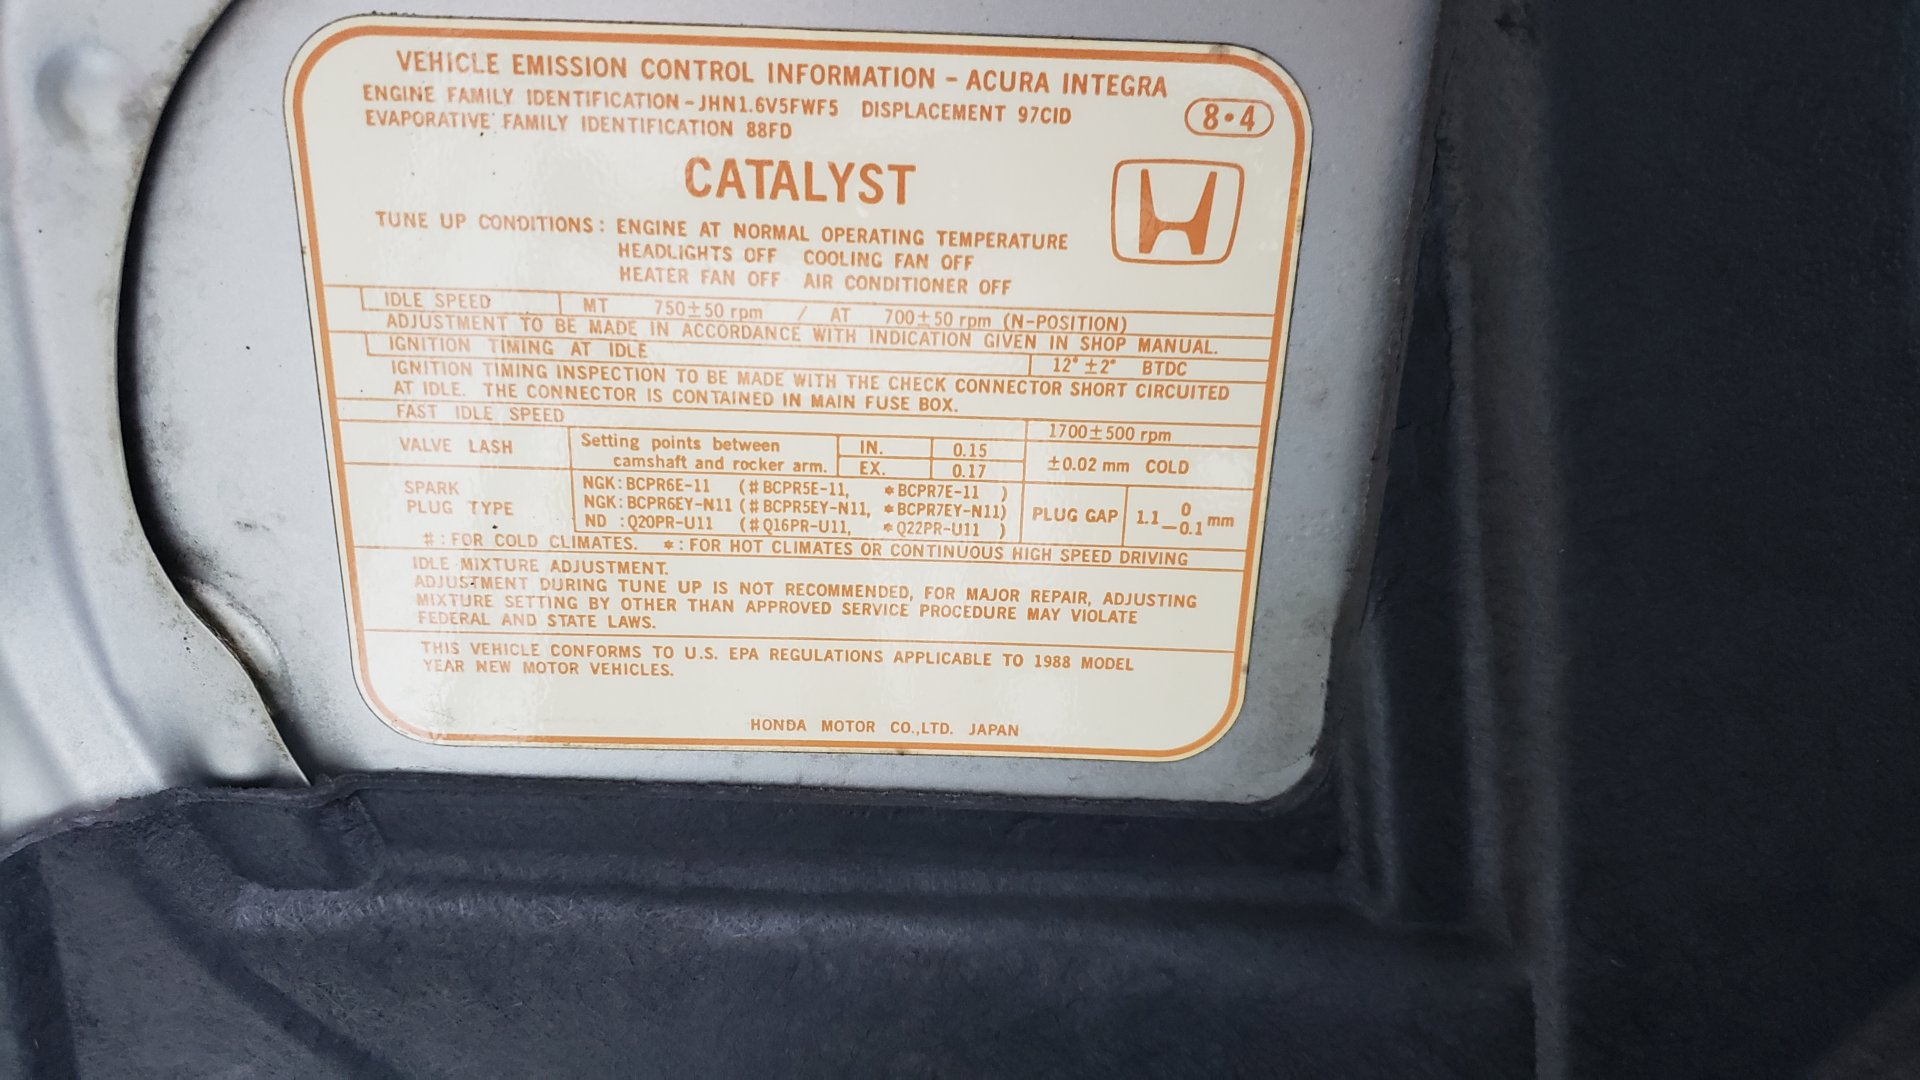 VEHICLE EMISSION CONTROL INFORMATION - ACURA INTEGRA
ENGINE FAMILY IDENTIFICATION - JHN1.6V5FWF5 DISPLACEMENT 97CID
8•4
EVAPORATIVE FAMILY IDENTIFICATION 88FD
CATALYST
TUNE UP CONDITIONS : ENGINE AT NORMAL OPERATING TEMPERATURE
HEADLIGHTS OFF COOLING FAN OFF
HEATER FAN OFF AIR CONDITIONER OFF
IDLE SPEED MT 750±50 rpm / AT 700±50 rpm (N-POSITION)
ADJUSTMENT TO BE MADE IN ACCORDANCE WITH INDICATION GIVEN IN SHOP MANUAL.
IGNITION TIMING AT IDLE 12° ±2° BTDC
IGNITION TIMING INSPECTION TO BE MADE WITH THE CHECK CONNECTOR SHORT CIRCUITED
AT IDLE. THE CONNECTOR IS CONTAINED IN MAIN FUSE BOX.
FAST IDLE SPEED 1700±500 rpm
VALVE LASH Setting points between camshaft and rocker arm. IN. 0.15 EX. 0.17 ±0.02 mm COLD
SPARK PLUG TYPE
NGK: BCPR6E-11 (# BCPR5E-11, *BCPR7E-11 )
NGK: BCPR6EY-N11 (# BCPR5EY-N11, *BCPR7EY-N11)
ND : Q20PR-U11 (# Q16PR-U11, *Q22PR-U11 )
PLUG GAP 1.1 0 -0.1 mm
# : FOR COLD CLIMATES. * : FOR HOT CLIMATES OR CONTINUOUS HIGH SPEED DRIVING
IDLE MIXTURE ADJUSTMENT.
ADJUSTMENT DURING TUNE UP IS NOT RECOMMENDED, FOR MAJOR REPAIR, ADJUSTING
MIXTURE SETTING BY OTHER THAN APPROVED SERVICE PROCEDURE MAY VIOLATE
FEDERAL AND STATE LAWS.
THIS VEHICLE CONFORMS TO U.S. EPA REGULATIONS APPLICABLE TO 1988 MODEL
YEAR NEW MOTOR VEHICLES.
HONDA MOTOR CO.,LTD. JAPAN